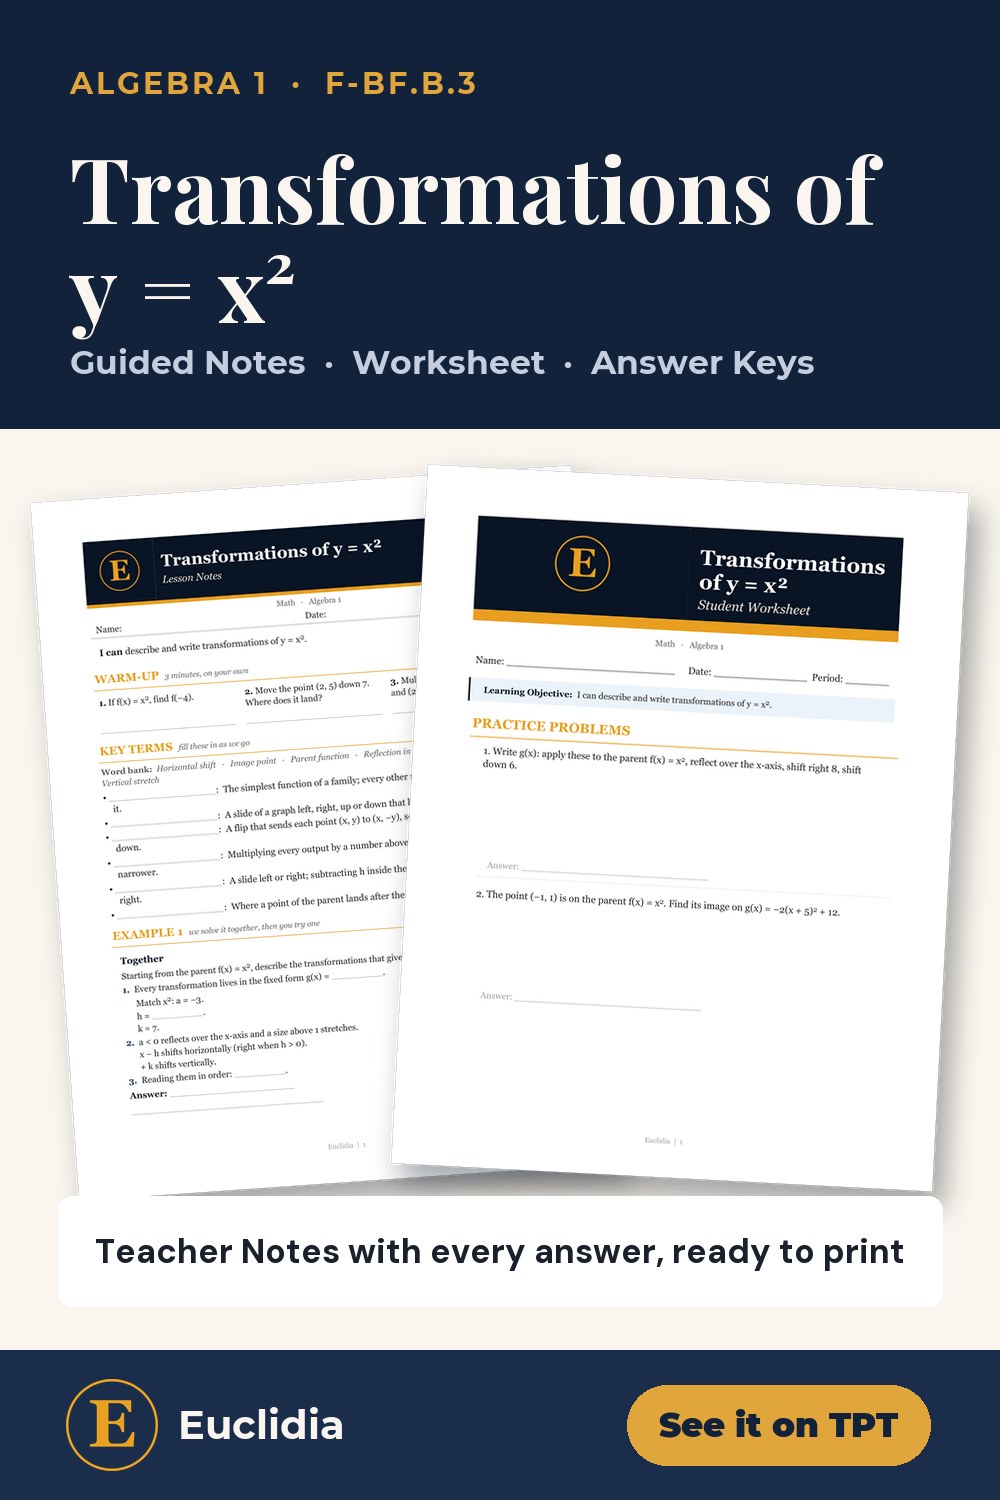 ALGEBRA 1 · F-BF.B.3
Transformations of
y = x²
Guided Notes · Worksheet · Answer Keys
E
Transformations of y = x²
Lesson Notes
Math · Algebra 1
Name:
Date:
I can describe and write transformations of y = x².
WARM-UP 3 minutes, on your own
1. If f(x) = x², find f(−4).
2. Move the point (2, 5) down 7.
Where does it land?
3. Mul
and (2
KEY TERMS fill these in as we go
Word bank: Horizontal shift · Image point · Parent function · Reflection in
Vertical stretch
• : The simplest function of a family; every other
it.
• : A slide of a graph left, right, up or down that
• : A flip that sends each point (x, y) to (x, −y), s
down.
• : Multiplying every output by a number above
narrower.
• : A slide left or right; subtracting h inside the
right.
• : Where a point of the parent lands after the
EXAMPLE 1 we solve it together, then you try one
Together
Starting from the parent f(x) = x², describe the transformations that give
1. Every transformation lives in the fixed form g(x) = .
Match x²: a = −3.
h = .
k = 7.
2. a < 0 reflects over the x-axis and a size above 1 stretches.
x − h shifts horizontally (right when h > 0).
+ k shifts vertically.
3. Reading them in order: .
Answer:
Euclidia | 1
E
Transformations
of y = x²
Student Worksheet
Math · Algebra 1
Name: Date: Period:
Learning Objective: I can describe and write transformations of y = x².
PRACTICE PROBLEMS
1. Write g(x): apply these to the parent f(x) = x², reflect over the x-axis, shift right 8, shift
down 6.
Answer:
2. The point (−1, 1) is on the parent f(x) = x². Find its image on g(x) = −2(x + 5)² + 12.
Answer:
Euclidia | 1
Teacher Notes with every answer, ready to print
E
Euclidia
See it on TPT